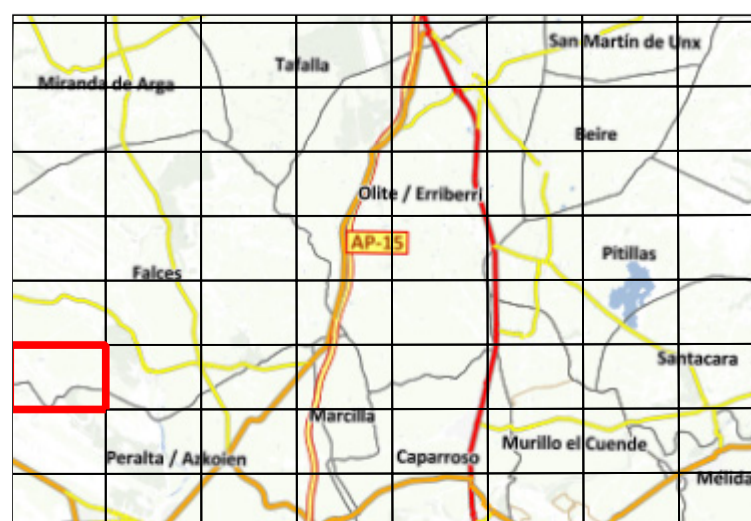 San Martín de Unx
Tafalla
Miranda de Arga
Beire
Olite / Erriberri
AP-15
Pitillas
Falces
Santacara
Marcilla
Murillo el Cuende
Peralta / Azkoien
Caparroso
Mélida